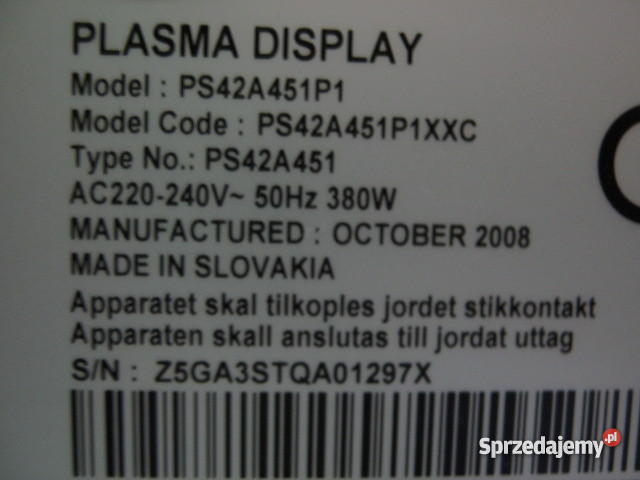 PLASMA DISPLAY
Model : PS42A451P1
Model Code : PS42A451P1XXC
Type No.: PS42A451
AC220-240V~ 50Hz 380W
MANUFACTURED : OCTOBER 2008
MADE IN SLOVAKIA
Apparatet skal tilkoples jordet stikkontakt
Apparaten skall anslutas till jordat uttag
S/N : Z5GA3STQA01297X
Sprzedajemy.pl